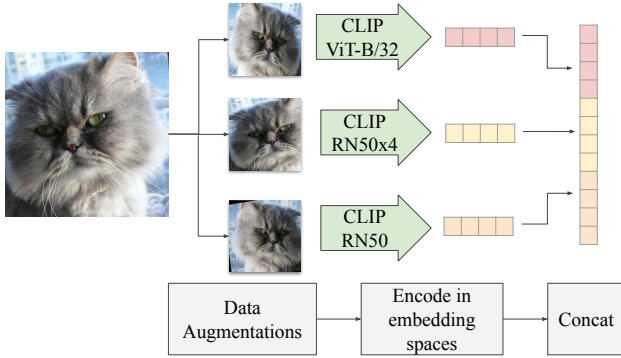 CLIP
ViT-B/32
CLIP
RN50x4
CLIP
RN50
Data
Augmentations
Encode in
embedding
spaces
Concat